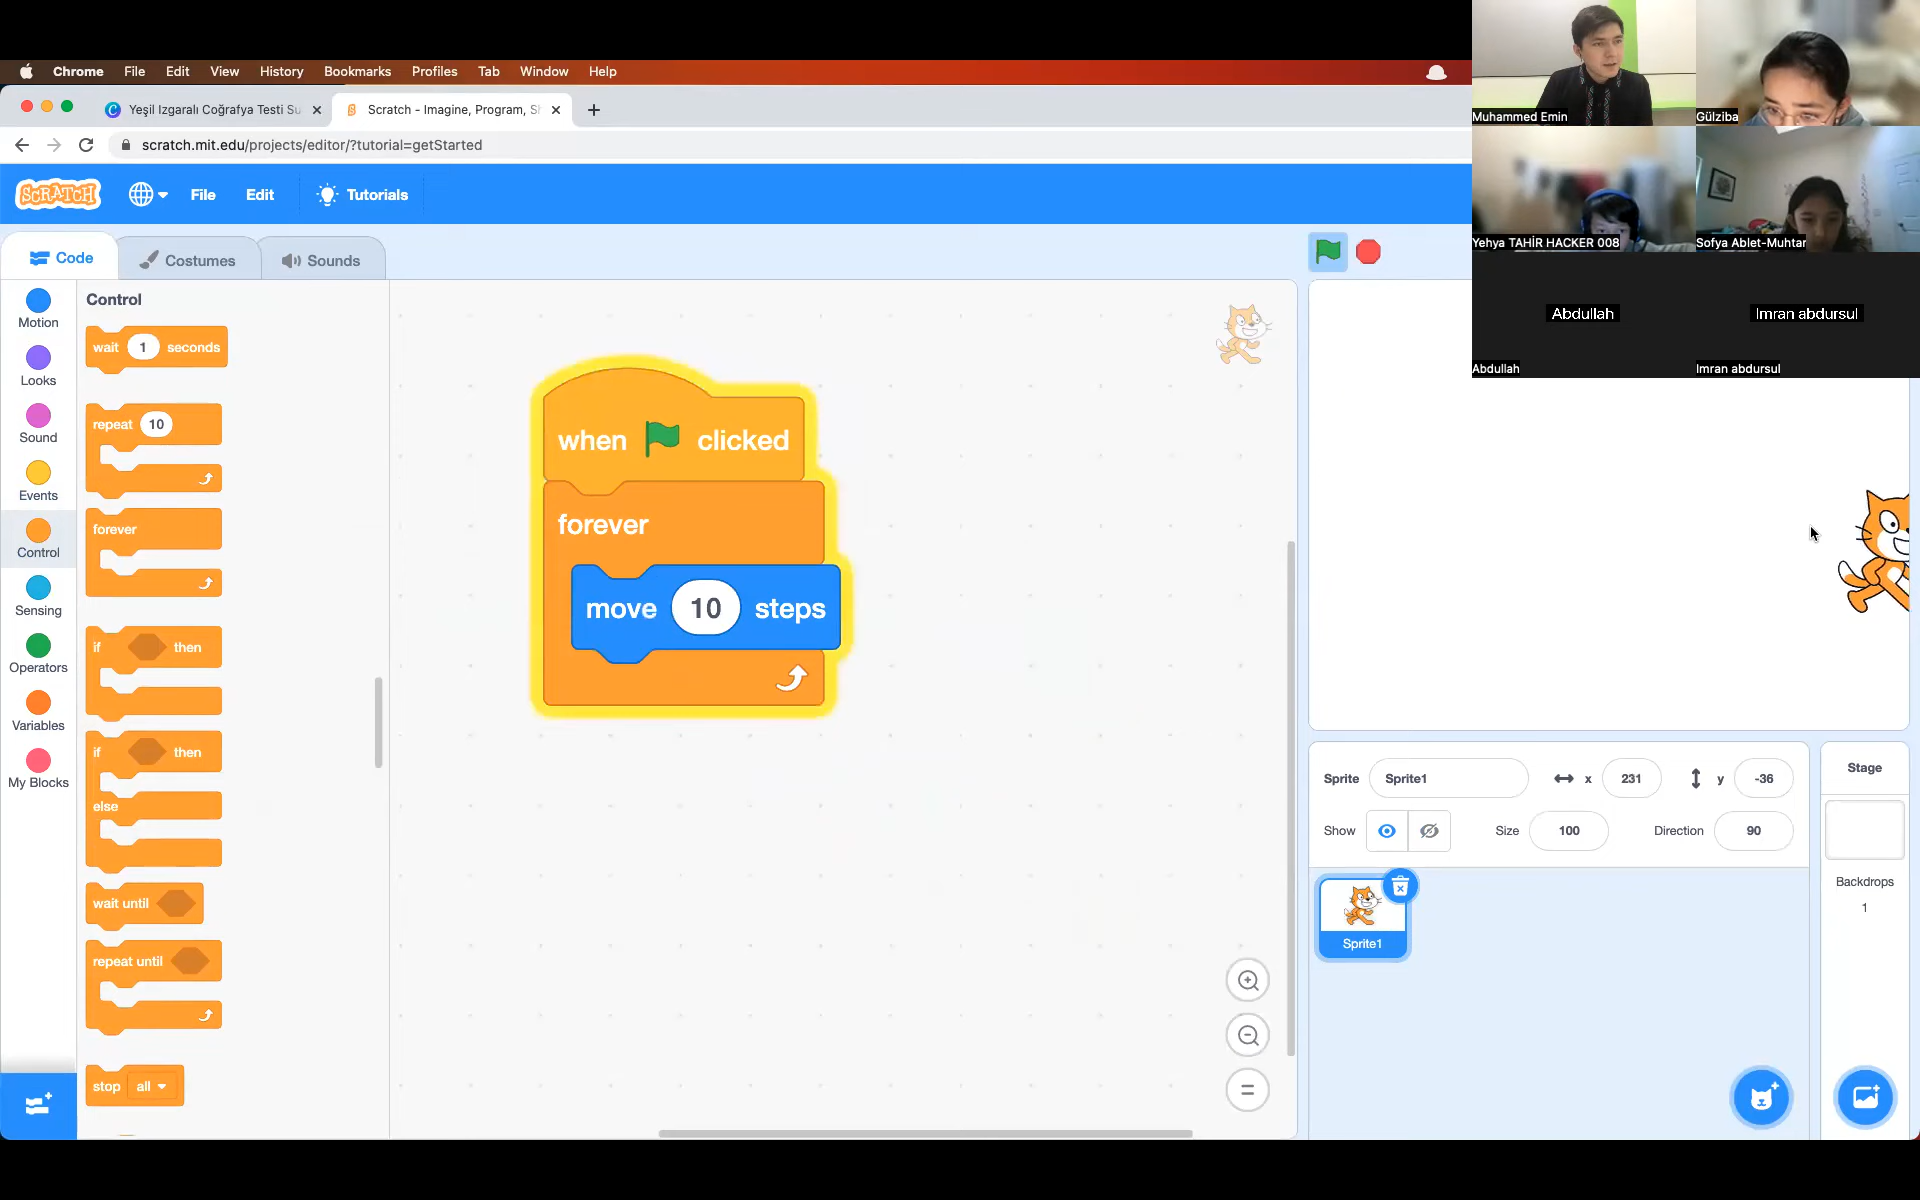 Chrome File Edit View History Bookmarks Profiles Tab Window Help
Yeşil Izgaralı Coğrafya Testi Su
Scratch - Imagine, Program, S
scratch.mit.edu/projects/editor/?tutorial=getStarted
SCRATCH File Edit Tutorials
Code Costumes Sounds
Motion
Looks
Sound
Events
Control
Sensing
Operators
Variables
My Blocks
Control
wait 1 seconds
repeat 10
forever
if then
if then
else
wait until
repeat until
stop all
when clicked
forever
move 10 steps
Muhammed Emin
Gülziba
Yehya TAHİR HACKER 008
Sofya Ablet-Muhtar
Abdullah
Imran abdursul
Abdullah
Imran abdursul
Sprite Sprite1 x 231 y -36
Show Size 100 Direction 90
Sprite1
Stage
Backdrops
1